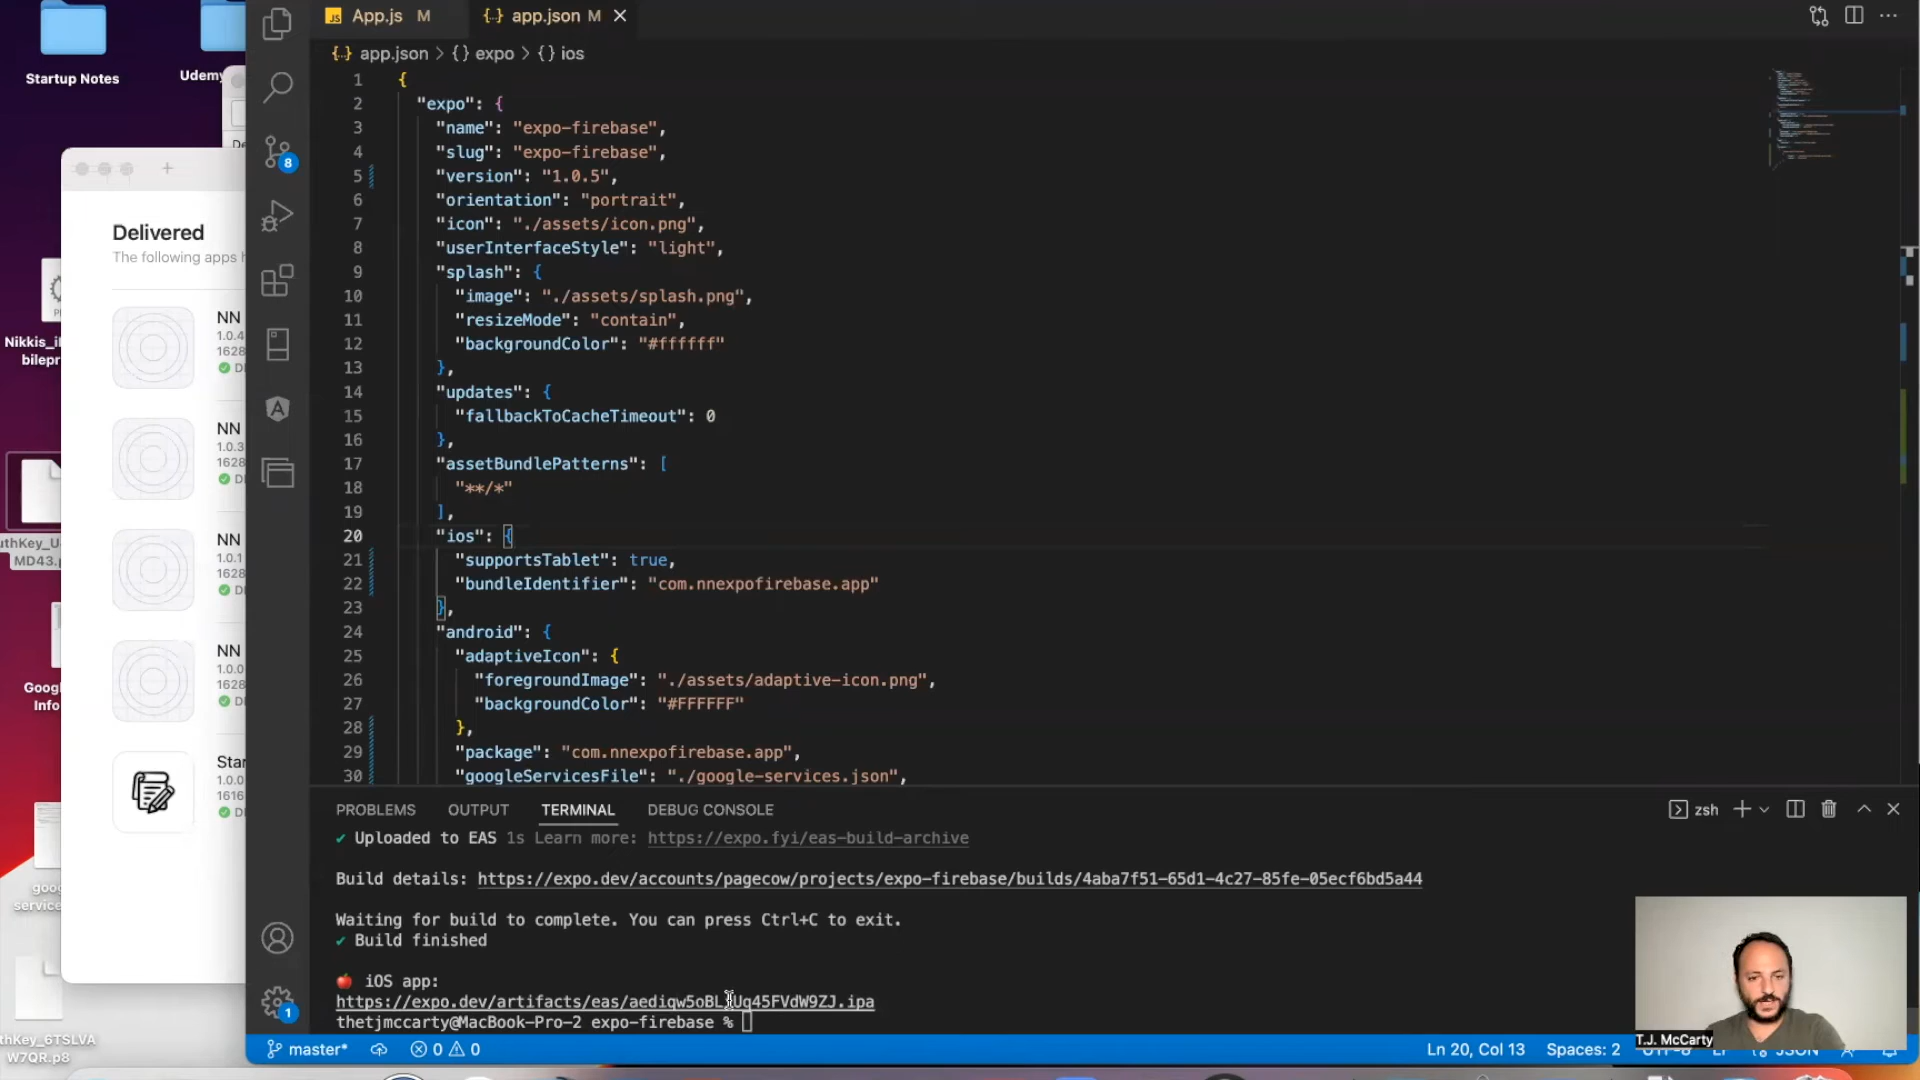 Startup Notes
Udemy
Delivered
The following apps h
NN
1.0.4
1628
NN
1.0.3
1628
NN
1.0.1
1628
NN
1.0.0
1628
Star
1.0.0
1616
Nikkis_i
bilepr
uthKey_U
MD43.
Goog
Info
goo
service
thKey_6TSLVA
W7QR.p8
JS App.js M
{} app.json M
{} app.json > {} expo > {} ios
1 {
2 "expo": {
3 "name": "expo-firebase",
4 "slug": "expo-firebase",
5 "version": "1.0.5",
6 "orientation": "portrait",
7 "icon": "./assets/icon.png",
8 "userInterfaceStyle": "light",
9 "splash": {
10 "image": "./assets/splash.png",
11 "resizeMode": "contain",
12 "backgroundColor": "#ffffff"
13 },
14 "updates": {
15 "fallbackToCacheTimeout": 0
16 },
17 "assetBundlePatterns": [
18 "**/*"
19 ],
20 "ios": {
21 "supportsTablet": true,
22 "bundleIdentifier": "com.nnexpofirebase.app"
23 },
24 "android": {
25 "adaptiveIcon": {
26 "foregroundImage": "./assets/adaptive-icon.png",
27 "backgroundColor": "#FFFFFF"
28 },
29 "package": "com.nnexpofirebase.app",
30 "googleServicesFile": "./google-services.json",
8
1
PROBLEMS OUTPUT TERMINAL DEBUG CONSOLE
zsh
✔ Uploaded to EAS 1s Learn more: https://expo.fyi/eas-build-archive
Build details: https://expo.dev/accounts/pagecow/projects/expo-firebase/builds/4aba7f51-65d1-4c27-85fe-05ecf6bd5a44
Waiting for build to complete. You can press Ctrl+C to exit.
✔ Build finished
🍎 iOS app:
thetjmccarty@MacBook-Pro-2 expo-firebase %
master*
0 0
Ln 20, Col 13
Spaces: 2
T.J. McCarty